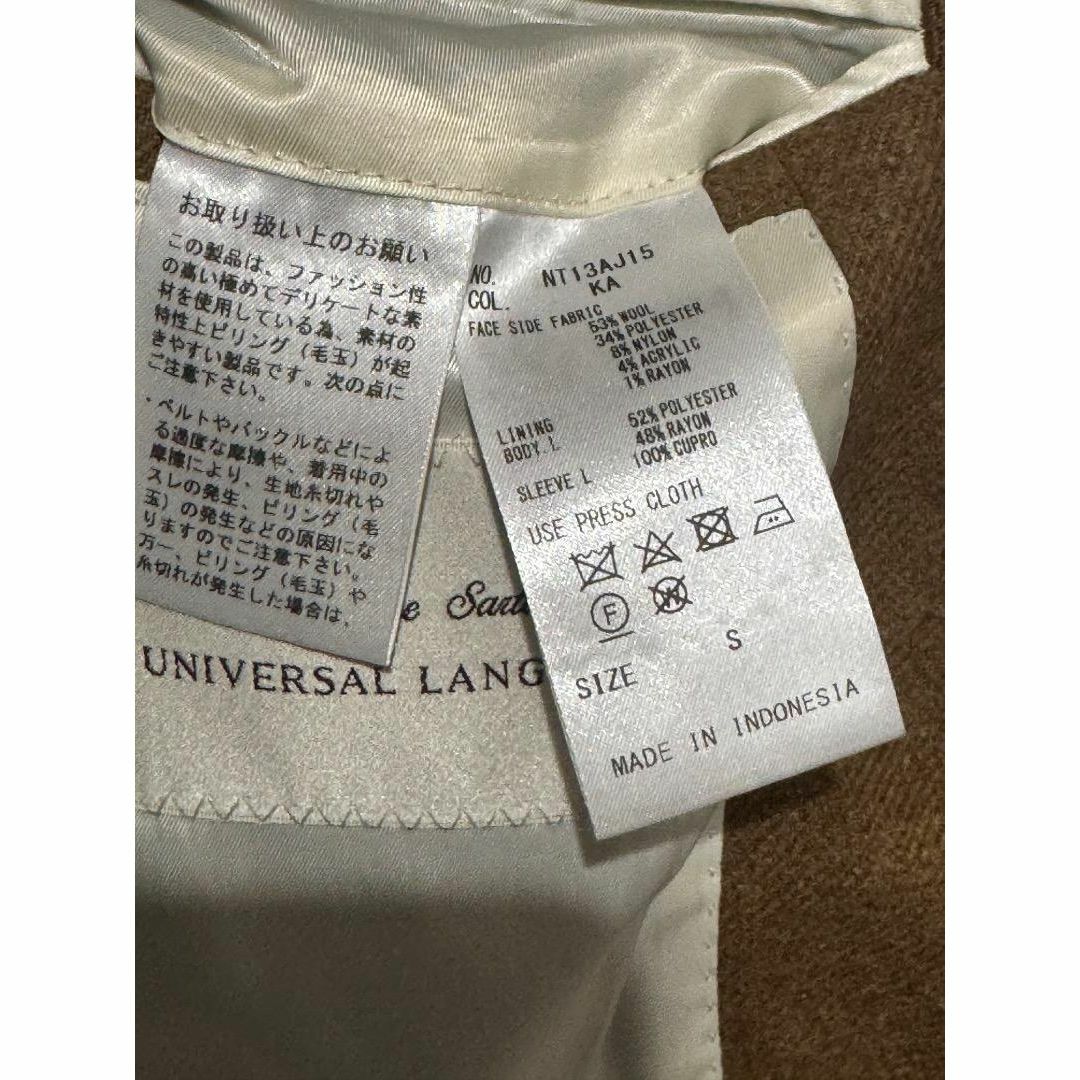 お取り扱い上のお願い
この製品は、ファッション性
の高い極めてデリケートな素
材を使用している為、素材の
特性上ピリング（毛玉）が起
きやすい製品です。次の点に
ご注意下さい。
・ベルトやバックルなどによ
る過度な摩擦や、着用中の
摩擦により、生地糸切れや
スレの発生、ピリング（毛
玉）の発生などの原因にな
りますのでご注意下さい。
万一、ピリング（毛玉）や
糸切れが発生した場合は、
NO. NT13AJ15
COL. KA
FACE SIDE FABRIC
53% WOOL
34% POLYESTER
8% NYLON
4% ACRYLIC
1% RAYON
LINING
BODY. L 52% POLYESTER
48% RAYON
SLEEVE L 100% CUPRO
USE PRESS CLOTH
F
W
SIZE S
MADE IN INDONESIA
e Sart
UNIVERSAL LANG